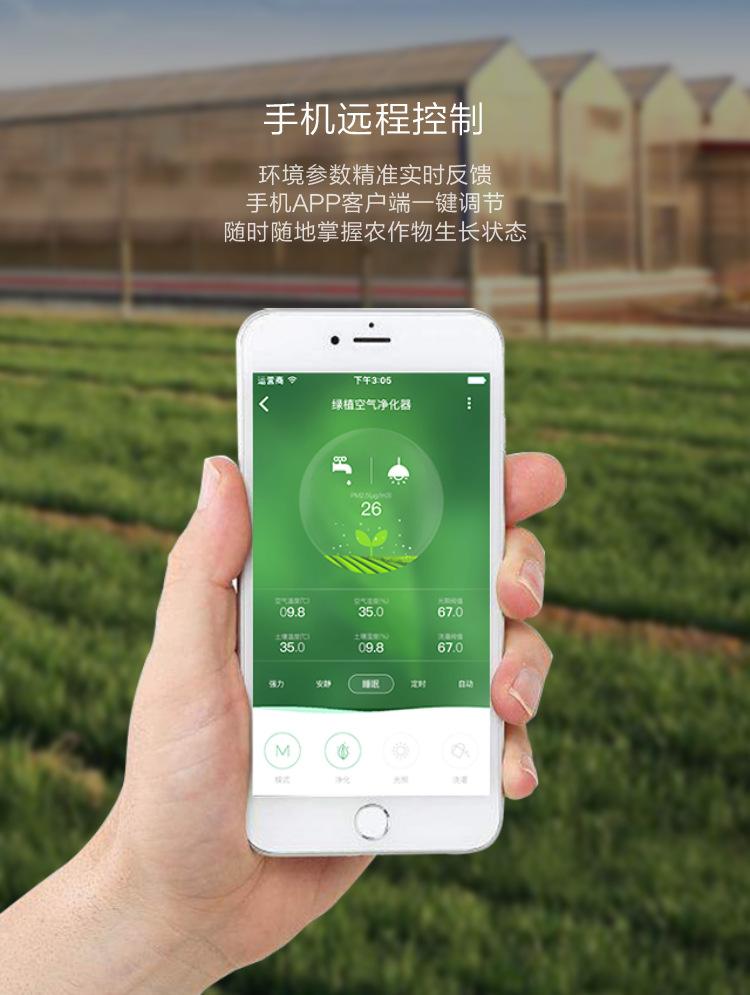 手机远程控制
环境参数精准实时反馈
手机APP客户端一键调节
随时随地掌握农作物生长状态
运营商 下午3:05
绿植空气净化器
PM2.5(μg/m3)
26
空气温度(℃) 空气湿度(%) 光照阀值
09.8 35.0 67.0
土壤温度(℃) 土壤湿度(%) 浇灌阀值
35.0 09.8 67.0
强力 安静 睡眠 定时 自动
M
模式 净化 光照 浇灌